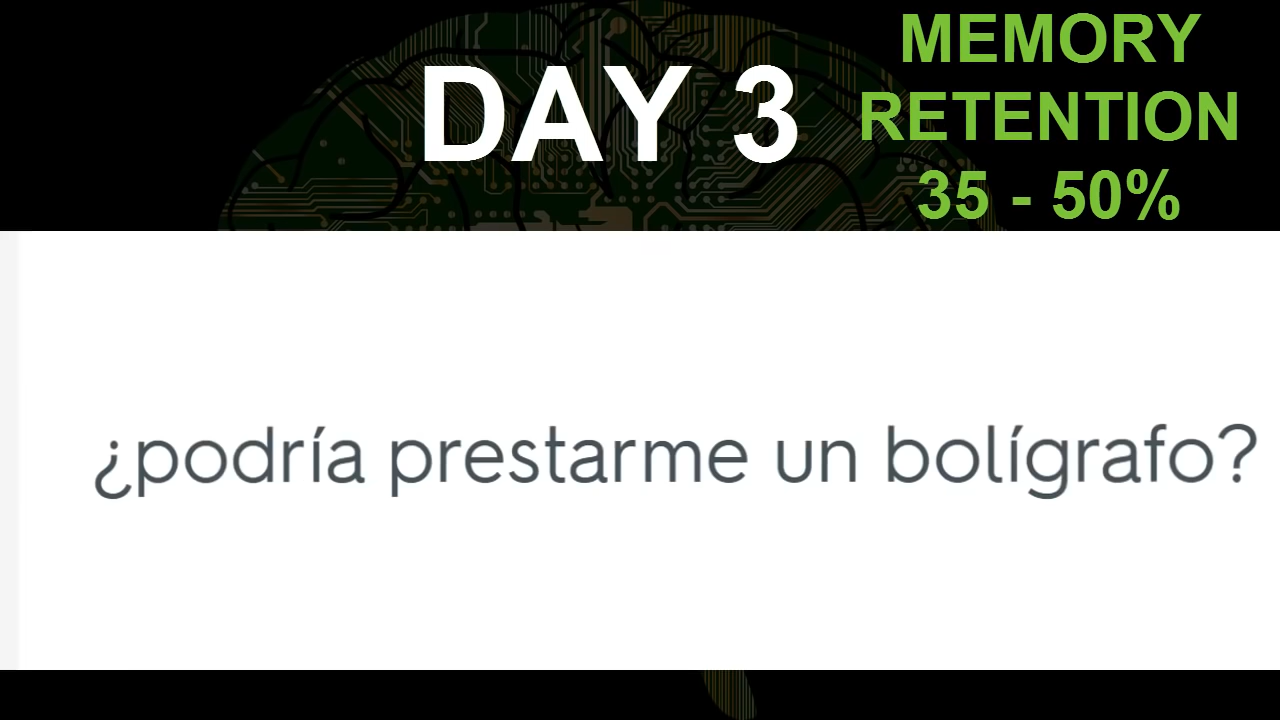 DAY 3
MEMORY
RETENTION
35 - 50%
¿podría prestarme un bolígrafo?